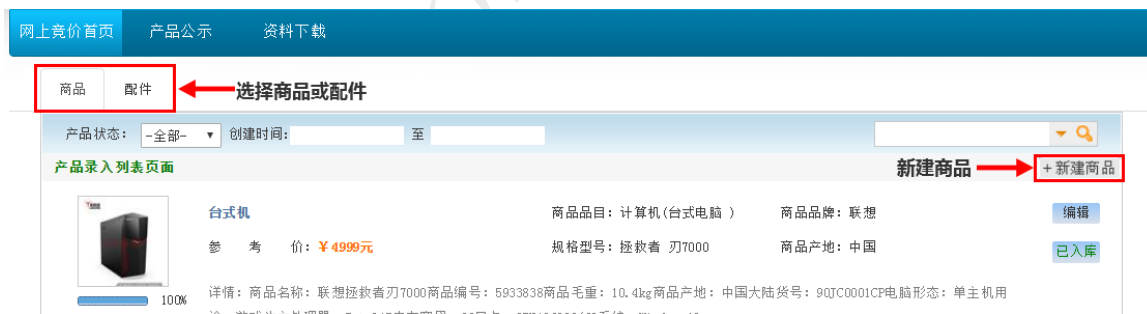 网上竞价首页 产品公示 资料下载
商品 配件 选择商品或配件
产品状态： -全部- 创建时间： 至
产品录入列表页面 新建商品 +新建商品
台式机 商品品目：计算机(台式电脑 ) 商品品牌：联想 编辑
参 考 价：￥4999元 规格型号：拯救者 刃7000 商品产地：中国 已入库
100% 详情：商品名称：联想拯救者刃7000商品编号：5933838商品毛重：10.4kg商品产地：中国大陆货号：90JC0001CP电脑形态：单主机用